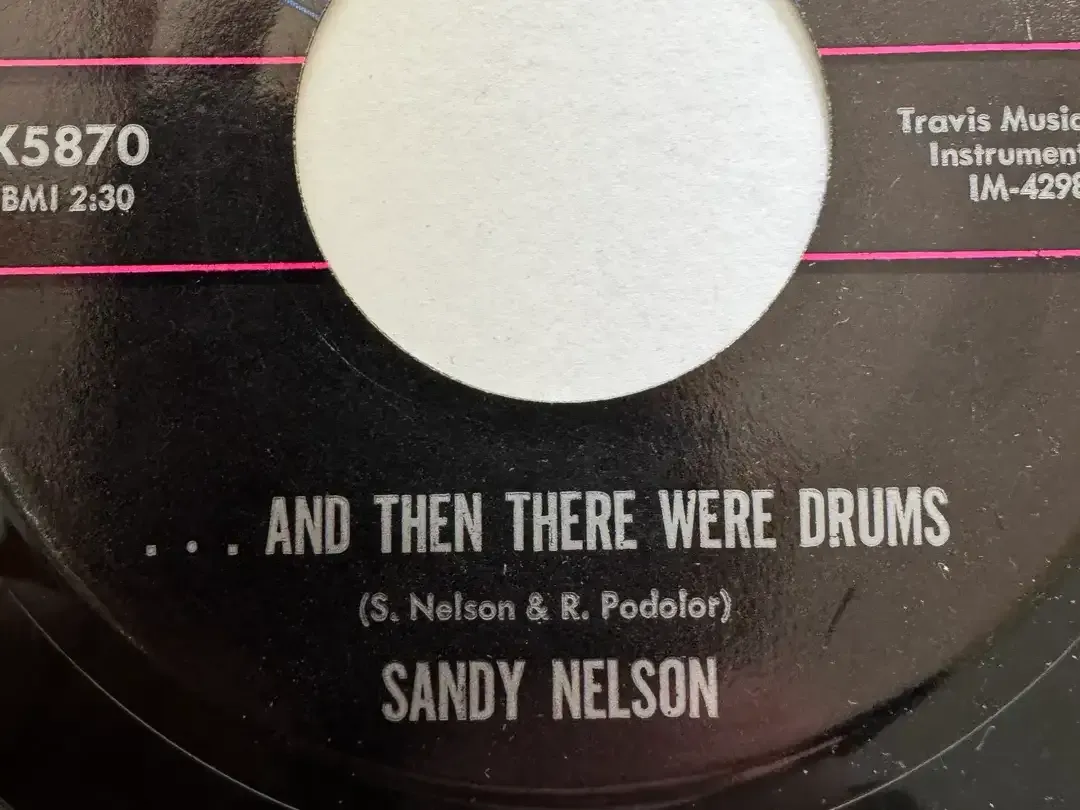 X5870
BMI 2:30
Travis Music
Instrument
IM-4298
. . . AND THEN THERE WERE DRUMS
(S. Nelson & R. Podolor)
SANDY NELSON